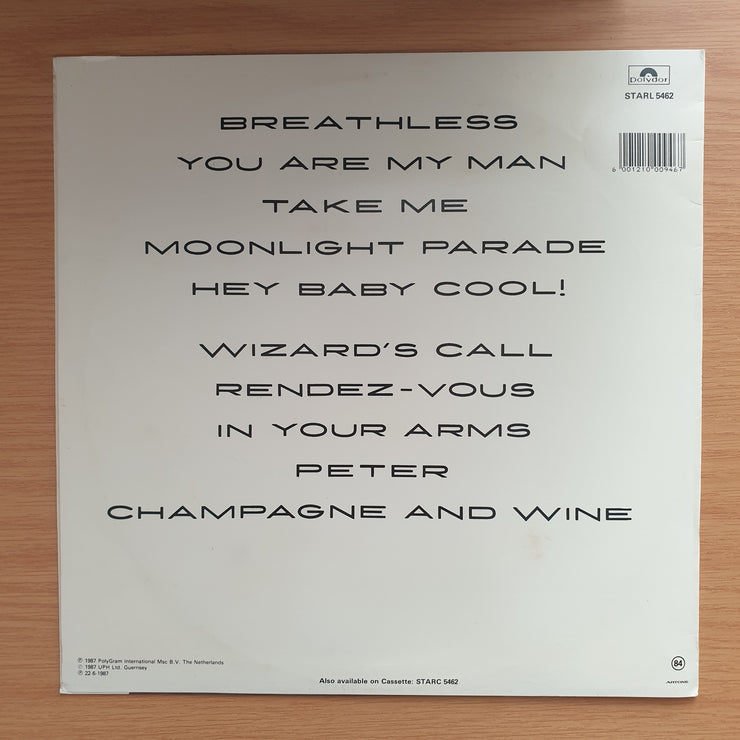 Polydor
STARL 5462
6 001210 009467
BREATHLESS
YOU ARE MY MAN
TAKE ME
MOONLIGHT PARADE
HEY BABY COOL!
WIZARD'S CALL
RENDEZ-VOUS
IN YOUR ARMS
PETER
CHAMPAGNE AND WINE
℗ 1987 PolyGram International Msc B.V. The Netherlands
© 1987 UPH Ltd. Guernsey
℗ 22-6-1987
Also available on Cassette: STARC 5462
84
ARTONE